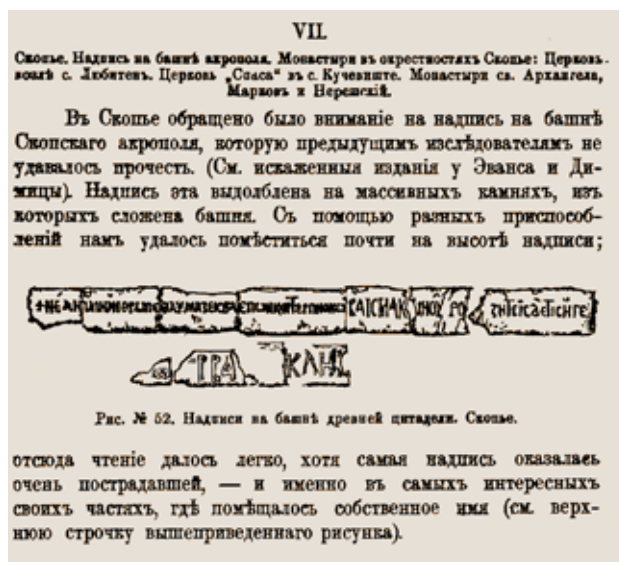 VII.
Скопье. Надпись на башнѣ акрополя. Монастыри въ окрестностяхъ Скопье: Церковь
возлѣ с. Любитенъ. Церковь „Спаса“ въ с. Кучевиште. Монастыри св. Архангела,
Марковъ и Нерезскій.
Въ Скопье обращено было вниманіе на надпись на башнѣ
Скопскаго акрополя, которую предыдущимъ изслѣдователямъ не
удавалось прочесть. (См. искаженныя изданія у Эванса и Ди-
мицы). Надпись эта выдолблена на массивныхъ камняхъ, изъ
которыхъ сложена башня. Съ помощью разныхъ приспособ-
леній намъ удалось помѣститься почти на высотѣ надписи;
ΓΡΑ ΚΛΗΣ
Рис. № 52. Надписи на башнѣ древней цитадели. Скопье.
отсюда чтеніе далось легко, хотя самая надпись оказалась
очень пострадавшей, — и именно въ самыхъ интересныхъ
своихъ частяхъ, гдѣ помѣщалось собственное имя (см. верх-
нюю строчку вышеприведеннаго рисунка).